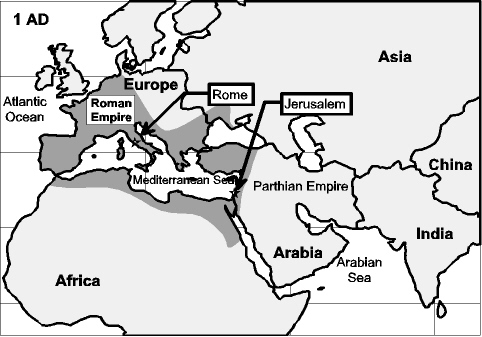 1 AD
Asia
Europe
Rome
Jerusalem
Atlantic
Ocean
Roman
Empire
Mediterranean Sea
Parthian Empire
China
India
Arabia
Arabian
Sea
Africa